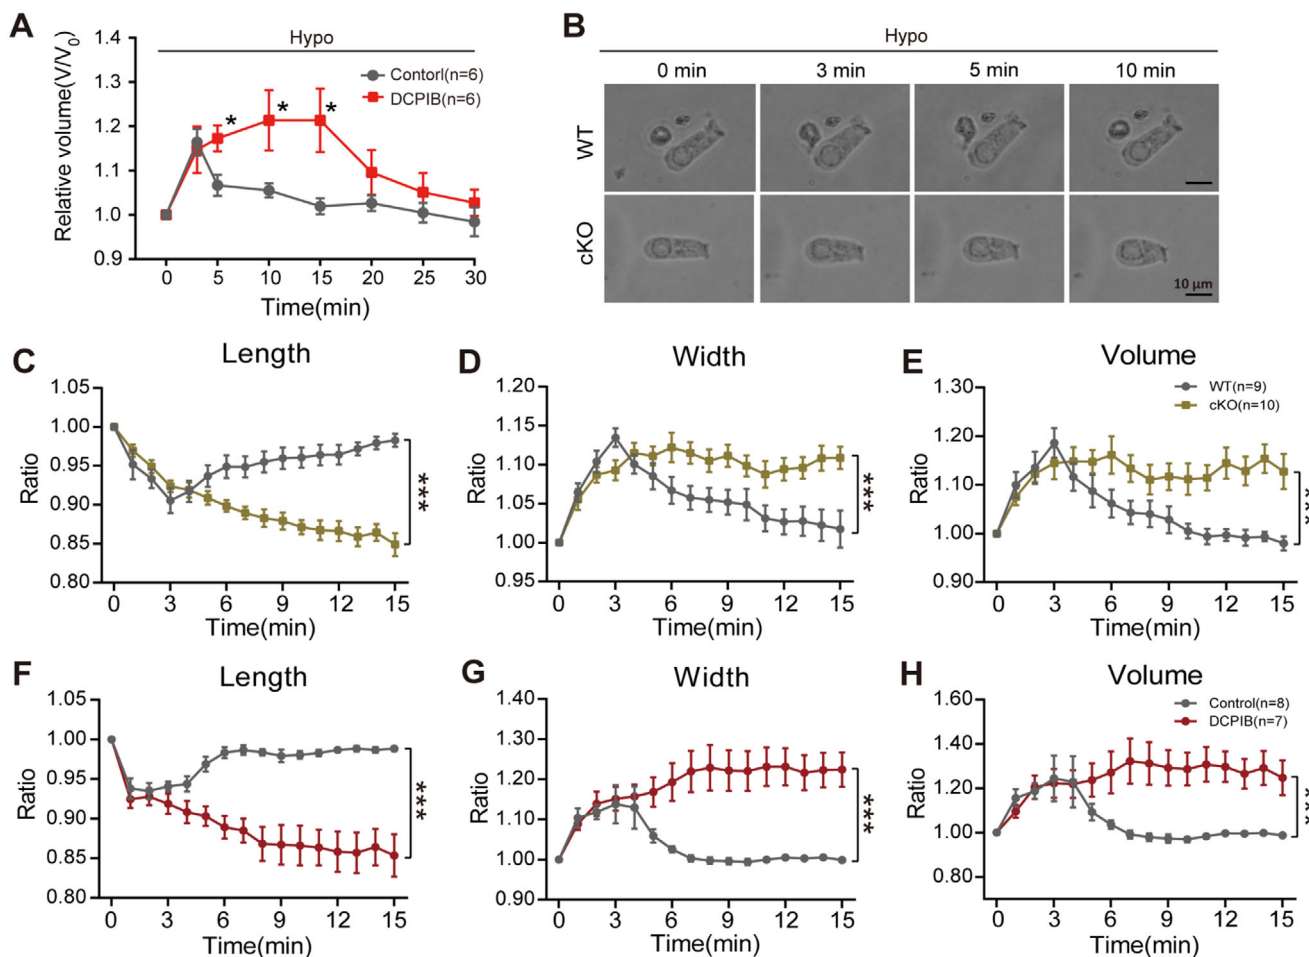 A
Hypo
Contorl(n=6)
DCPIB(n=6)
* * *
Relative volume(V/V0)
1.4
1.3
1.2
1.1
1.0
0.9
0 5 10 15 20 25 30
Time(min)
B
Hypo
0 min 3 min 5 min 10 min
WT
cKO
10 µm
C
Length
Ratio
1.05
1.00
0.95
0.90
0.85
0.80
***
0 3 6 9 12 15
Time(min)
D
Width
Ratio
1.20
1.15
1.10
1.05
1.00
0.95
***
0 3 6 9 12 15
Time(min)
E
Volume
WT(n=9)
cKO(n=10)
Ratio
1.30
1.20
1.10
1.00
0.90
***
0 3 6 9 12 15
Time(min)
F
Length
Ratio
1.05
1.00
0.95
0.90
0.85
0.80
***
0 3 6 9 12 15
Time(min)
G
Width
Ratio
1.40
1.30
1.20
1.10
1.00
0.90
***
0 3 6 9 12 15
Time(min)
H
Volume
Control(n=8)
DCPIB(n=7)
Ratio
1.60
1.40
1.20
1.00
0.80
***
0 3 6 9 12 15
Time(min)